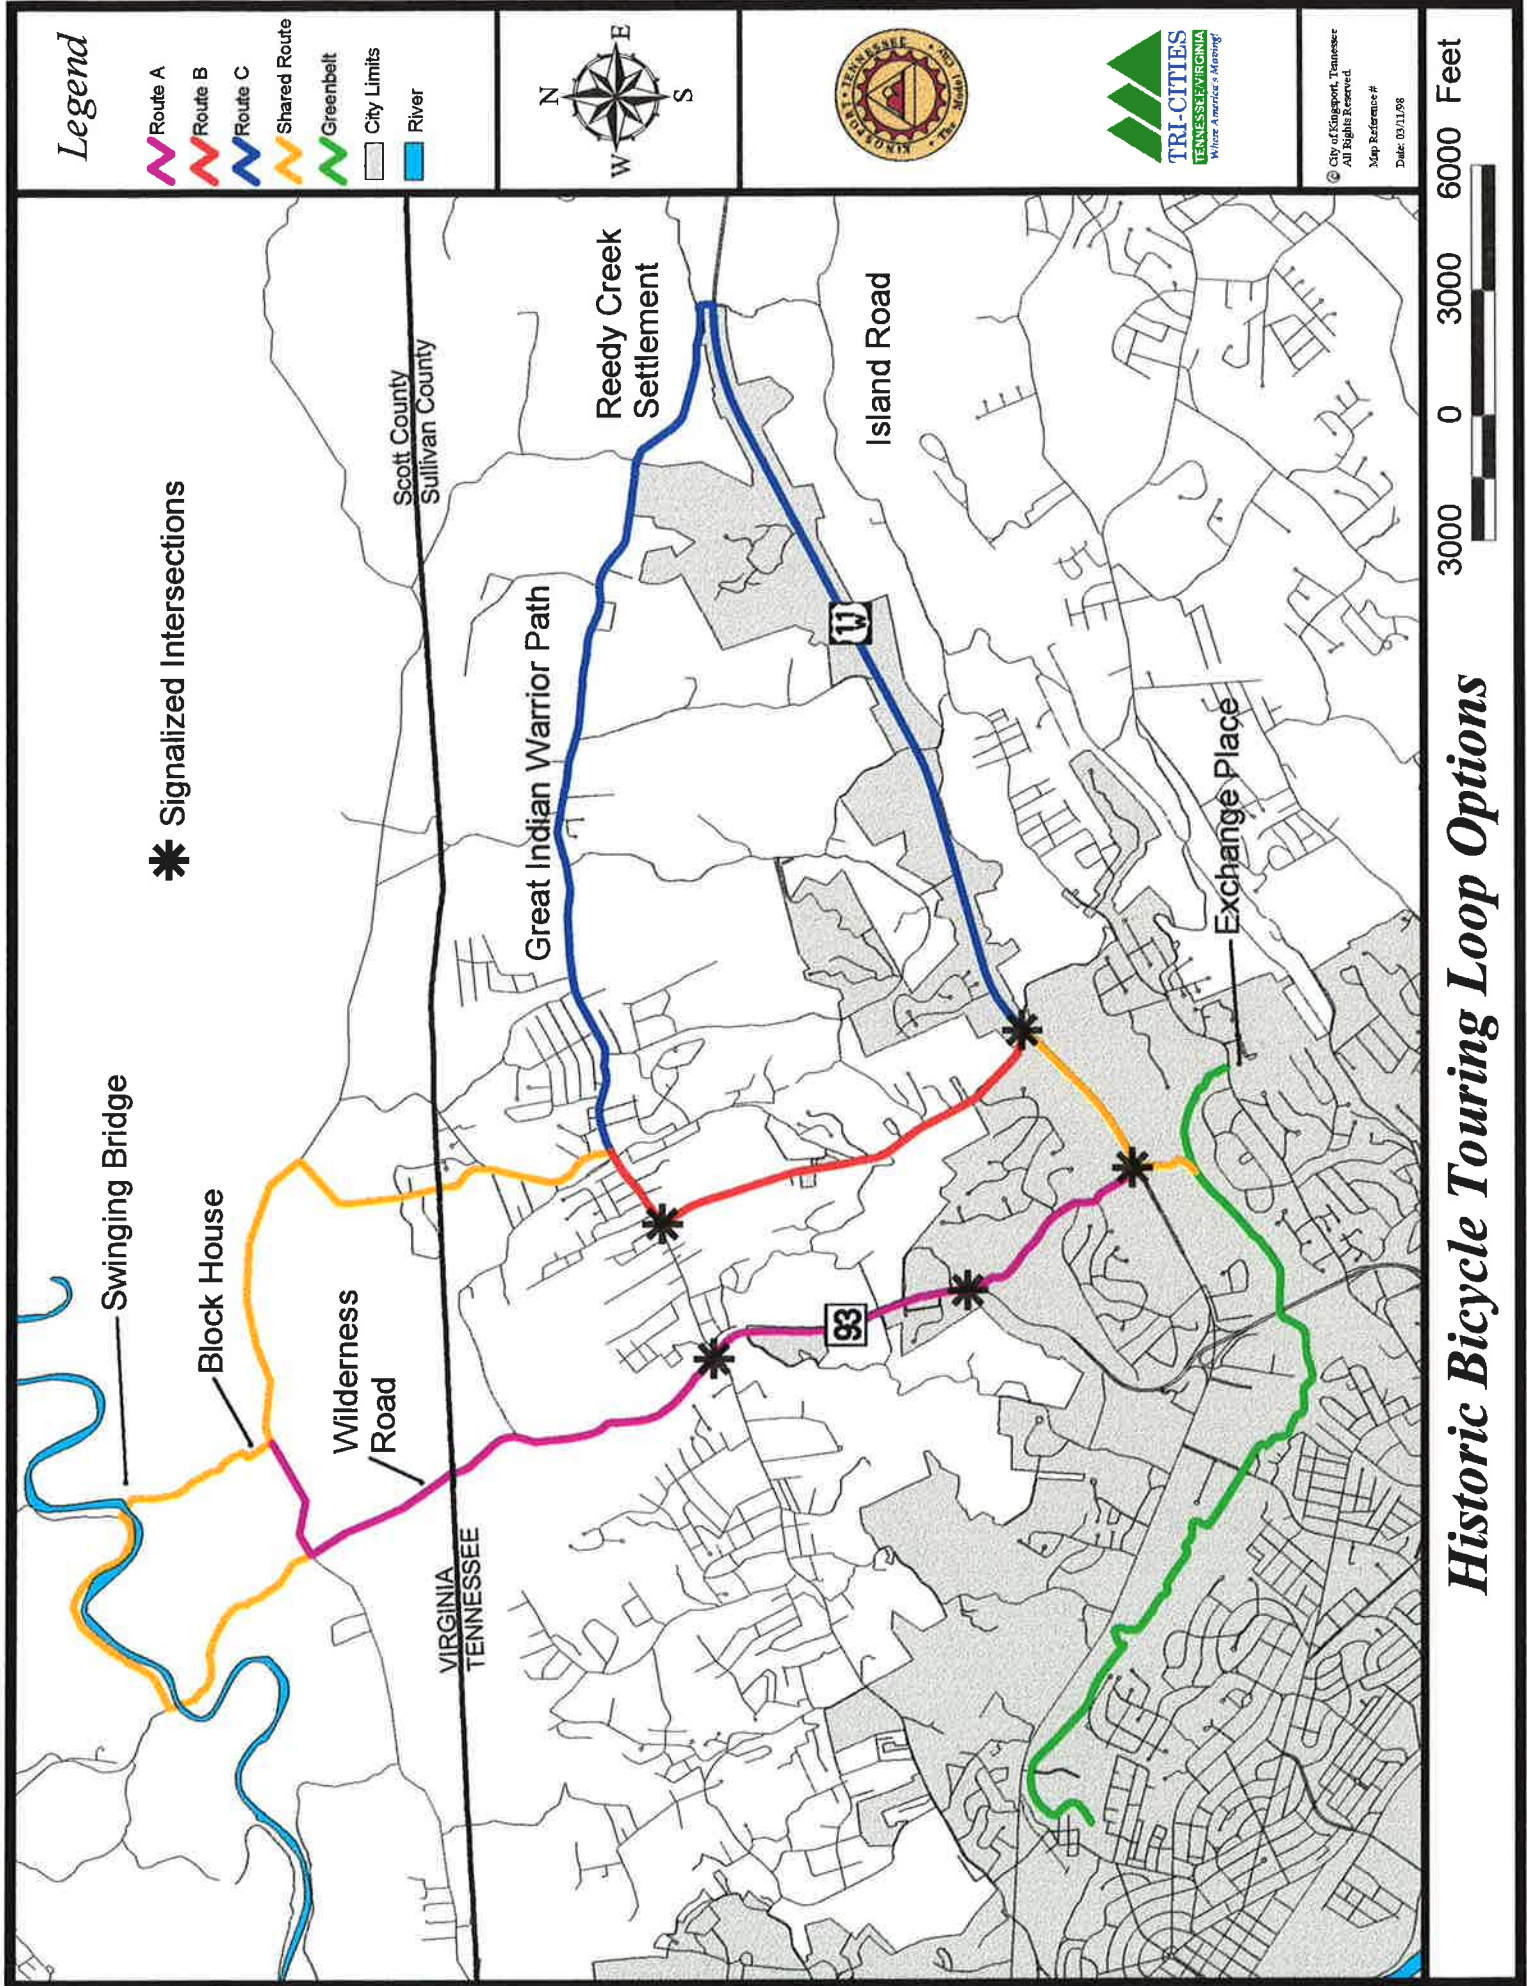 Legend
Route A
Route B
Route C
Shared Route
Greenbelt
City Limits
River
N
W
E
S
KINGSPORT, TENNESSEE
TRI-CITIES
TENNESSEE/VIRGINIA
Where America's Moving!
© City of Kingsport, Tennessee
All Rights Reserved
Map Reference #
Date: 03/11/98
Signalized Intersections
Swinging Bridge
Block House
Wilderness
Road
VIRGINIA
TENNESSEE
Scott County
Sullivan County
Great Indian Warrior Path
Reedy Creek
Settlement
Island Road
11
W
93
Exchange Place
3000 0 3000 6000 Feet
Historic Bicycle Touring Loop Options